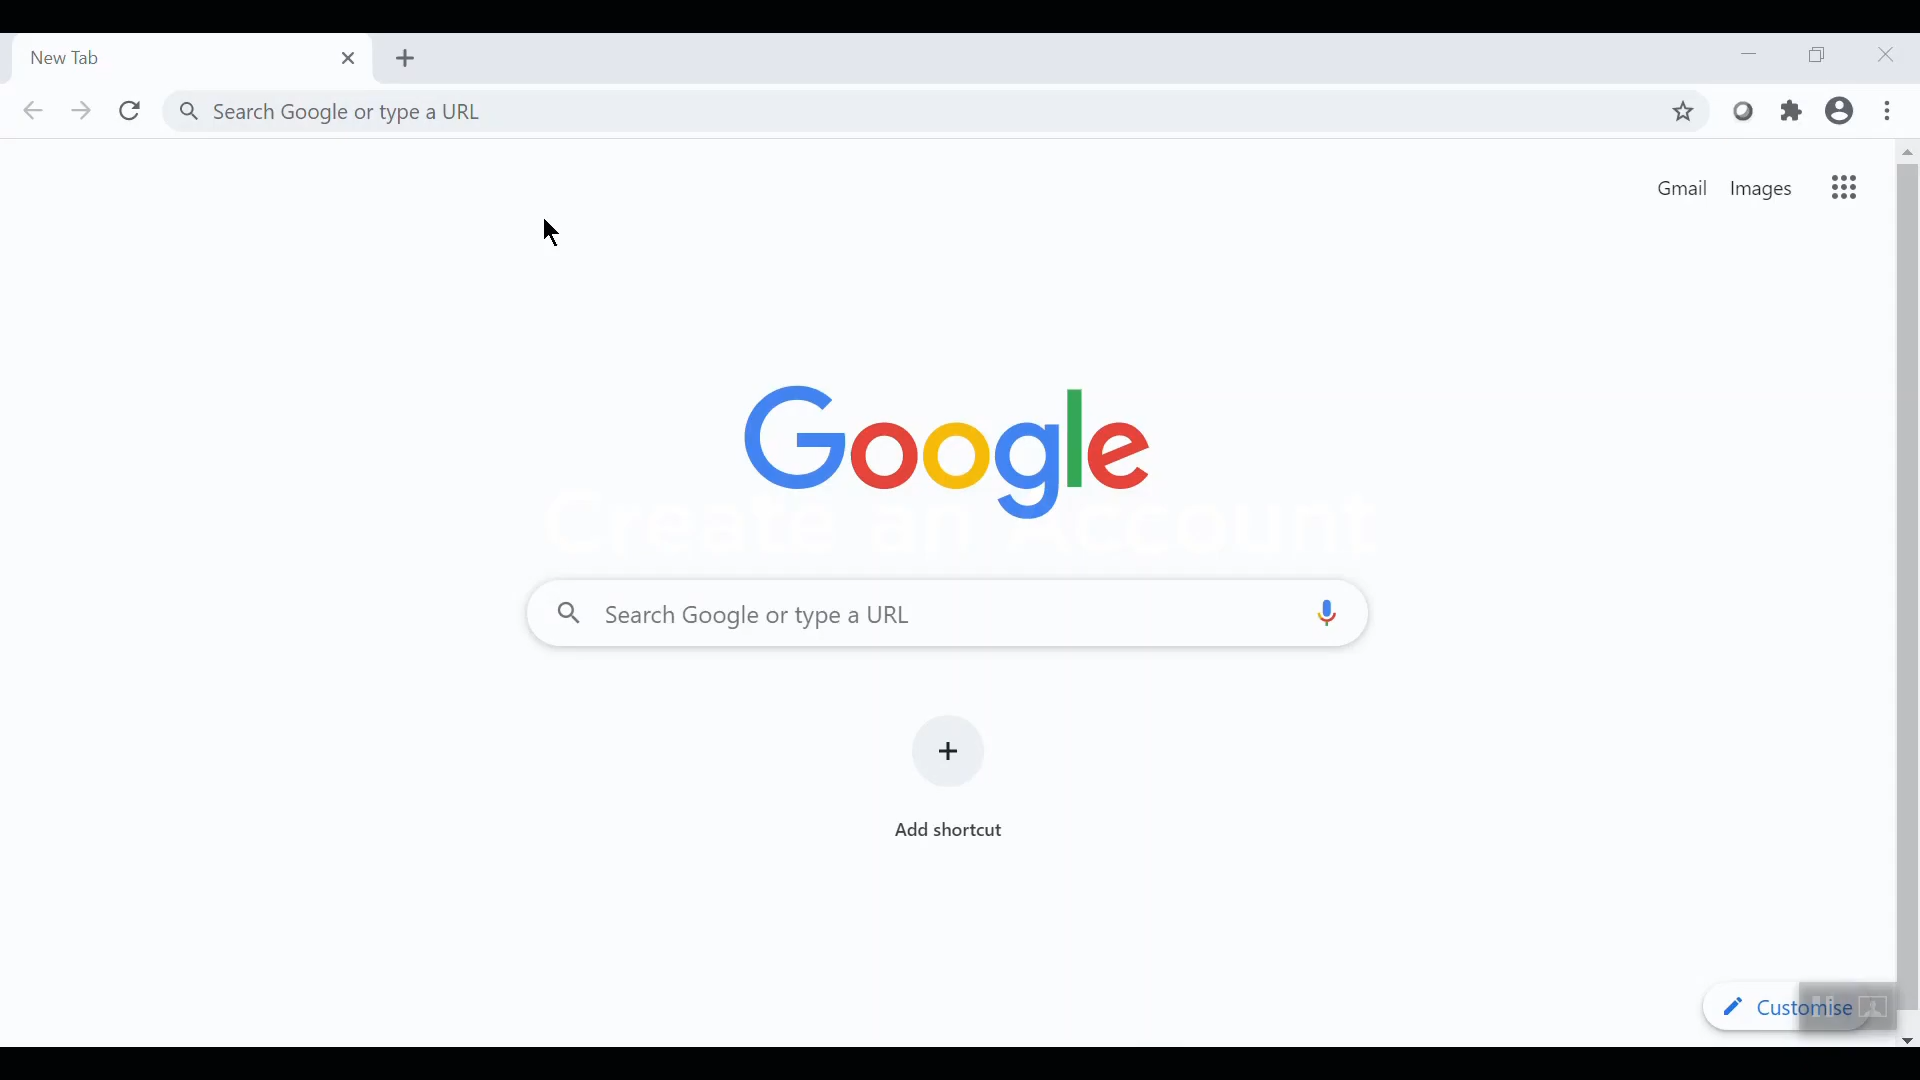 New Tab
Search Google or type a URL
Gmail Images
Google
Create an Account
Search Google or type a URL
Add shortcut
Customise